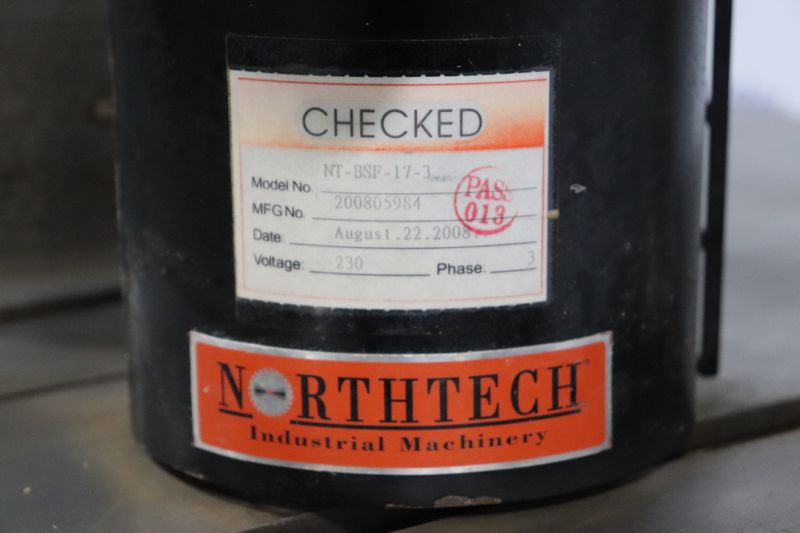 CHECKED
Model No. NT-BSF-17-3
MFG No. 200805984
Date: August.22.2008
Voltage: 230 Phase: 3
PASS
013
NORTHTECH
Industrial Machinery